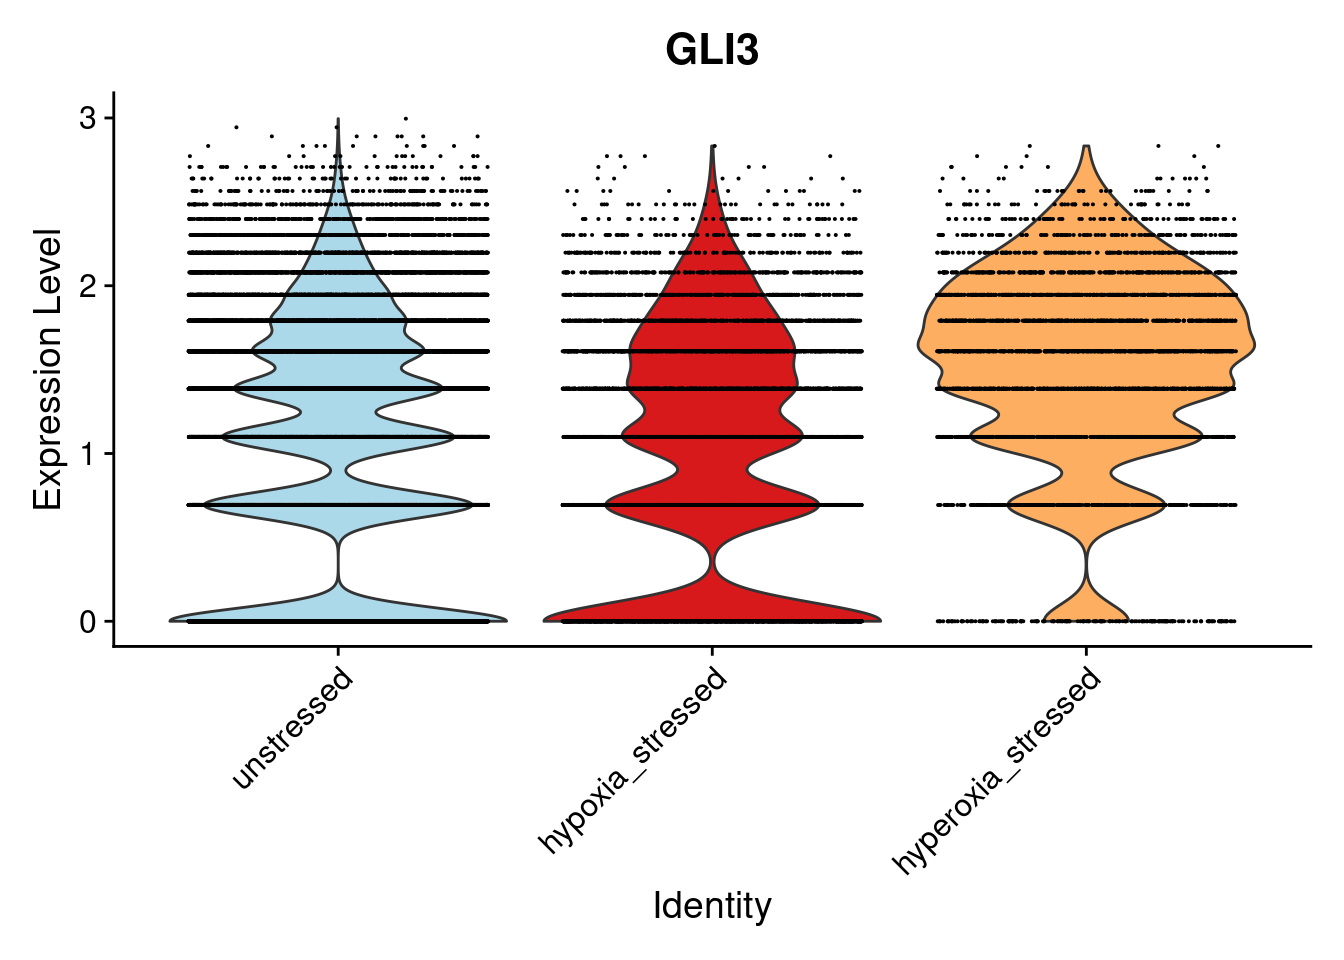 GLI3
Expression Level
3
2
1
0
unstressed
hypoxia_stressed
hyperoxia_stressed
Identity